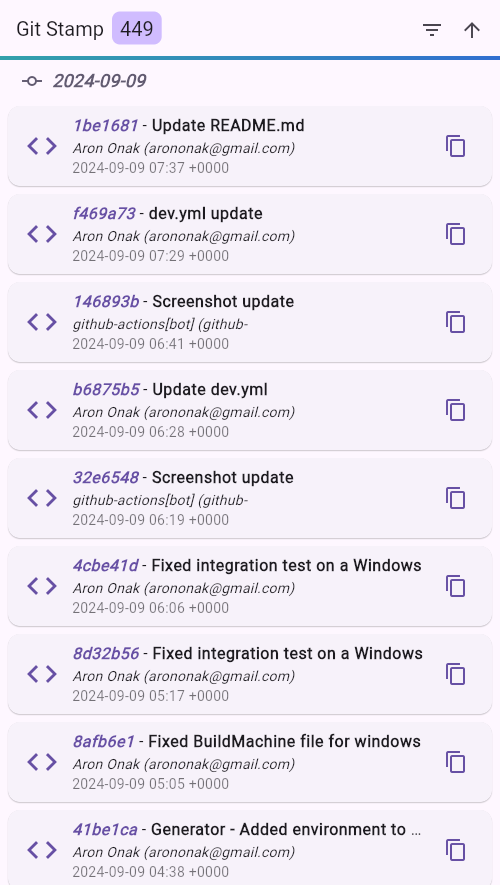 Git Stamp 449
2024-09-09
1be1681 - Update README.md
Aron Onak (arononak@gmail.com)
2024-09-09 07:37 +0000
f469a73 - dev.yml update
Aron Onak (arononak@gmail.com)
2024-09-09 07:29 +0000
146893b - Screenshot update
github-actions[bot] (github-
2024-09-09 06:41 +0000
b6875b5 - Update dev.yml
Aron Onak (arononak@gmail.com)
2024-09-09 06:28 +0000
32e6548 - Screenshot update
github-actions[bot] (github-
2024-09-09 06:19 +0000
4cbe41d - Fixed integration test on a Windows
Aron Onak (arononak@gmail.com)
2024-09-09 06:06 +0000
8d32b56 - Fixed integration test on a Windows
Aron Onak (arononak@gmail.com)
2024-09-09 05:17 +0000
8afb6e1 - Fixed BuildMachine file for windows
Aron Onak (arononak@gmail.com)
2024-09-09 05:05 +0000
41be1ca - Generator - Added environment to …
Aron Onak (arononak@gmail.com)
2024-09-09 04:38 +0000